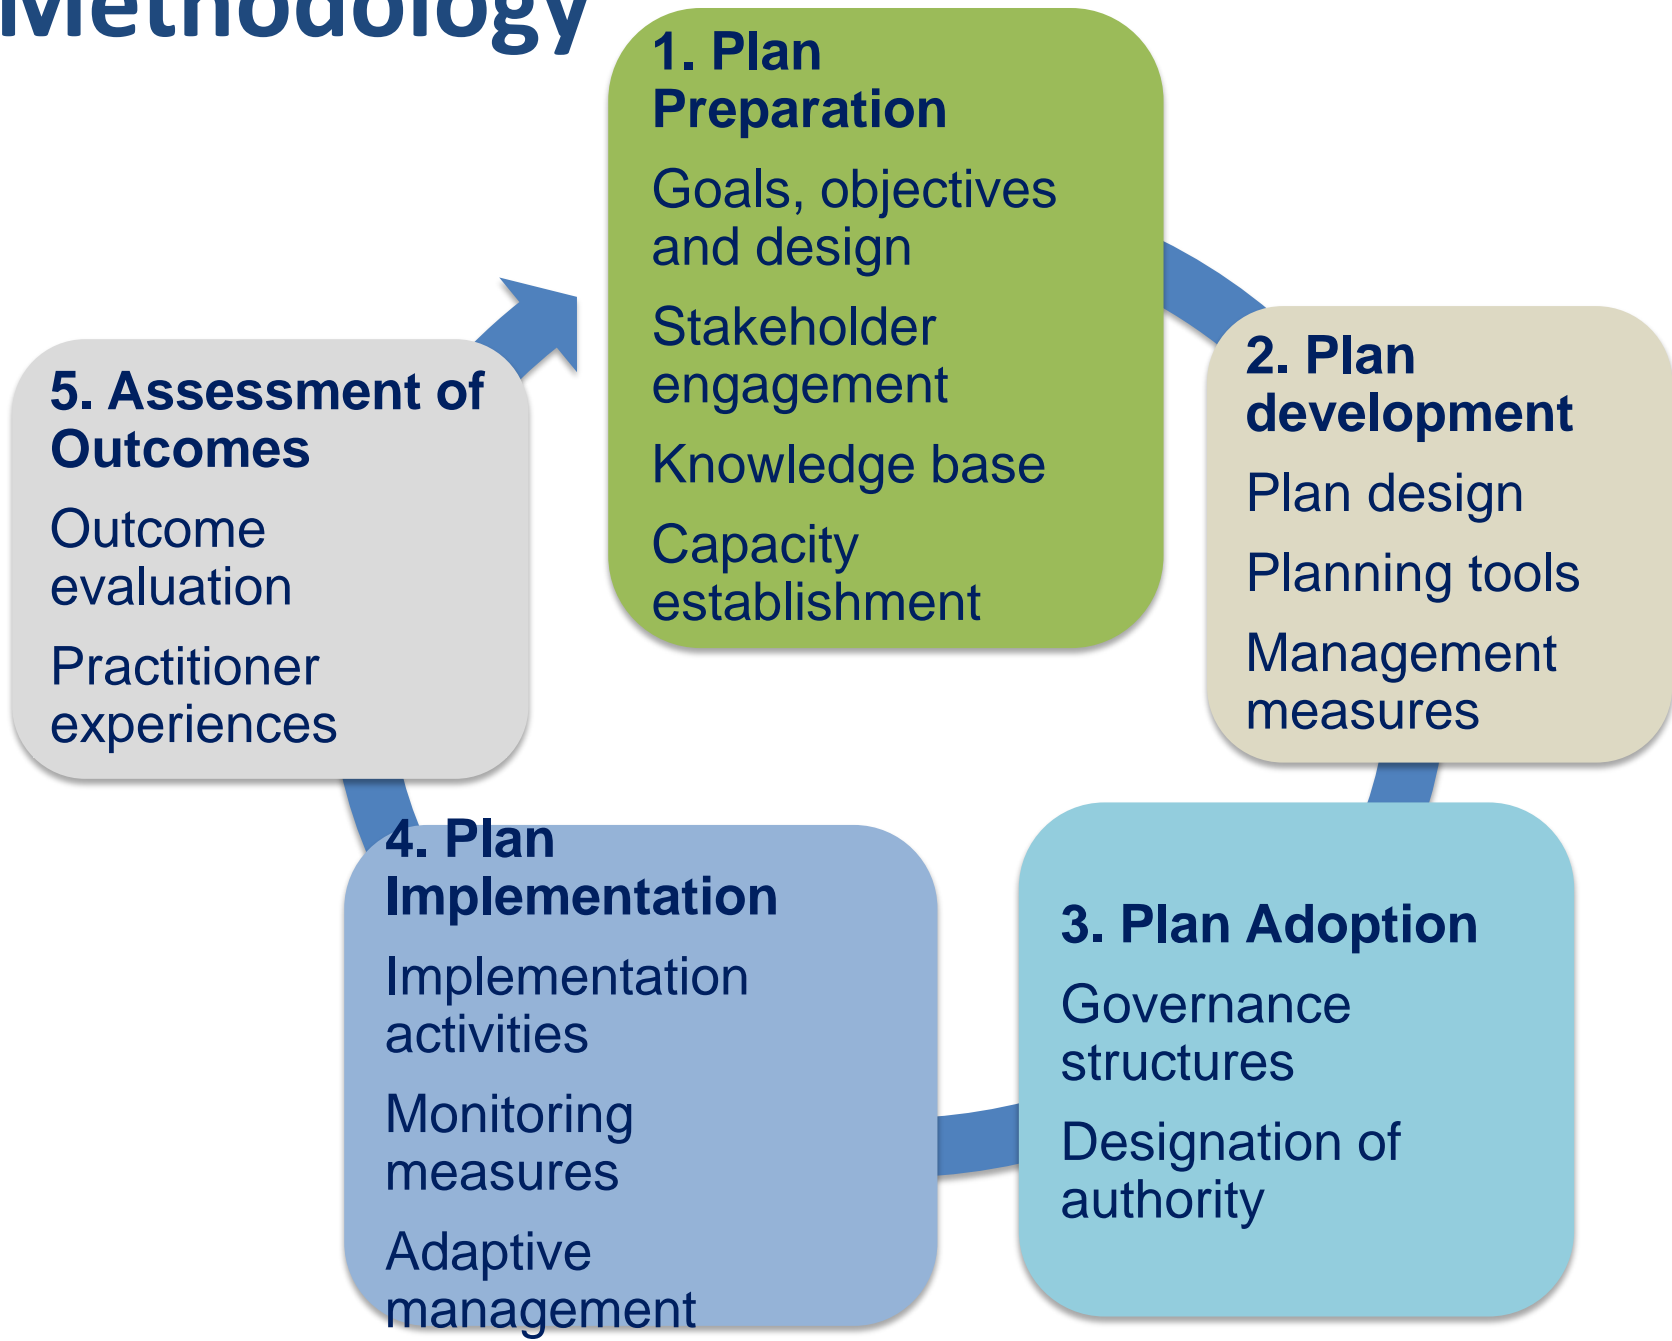 Methodology
1. Plan
Preparation
Goals, objectives
and design
Stakeholder
engagement
Knowledge base
Capacity
establishment
2. Plan
development
Plan design
Planning tools
Management
measures
3. Plan Adoption
Governance
structures
Designation of
authority
4. Plan
Implementation
Implementation
activities
Monitoring
measures
Adaptive
management
5. Assessment of
Outcomes
Outcome
evaluation
Practitioner
experiences